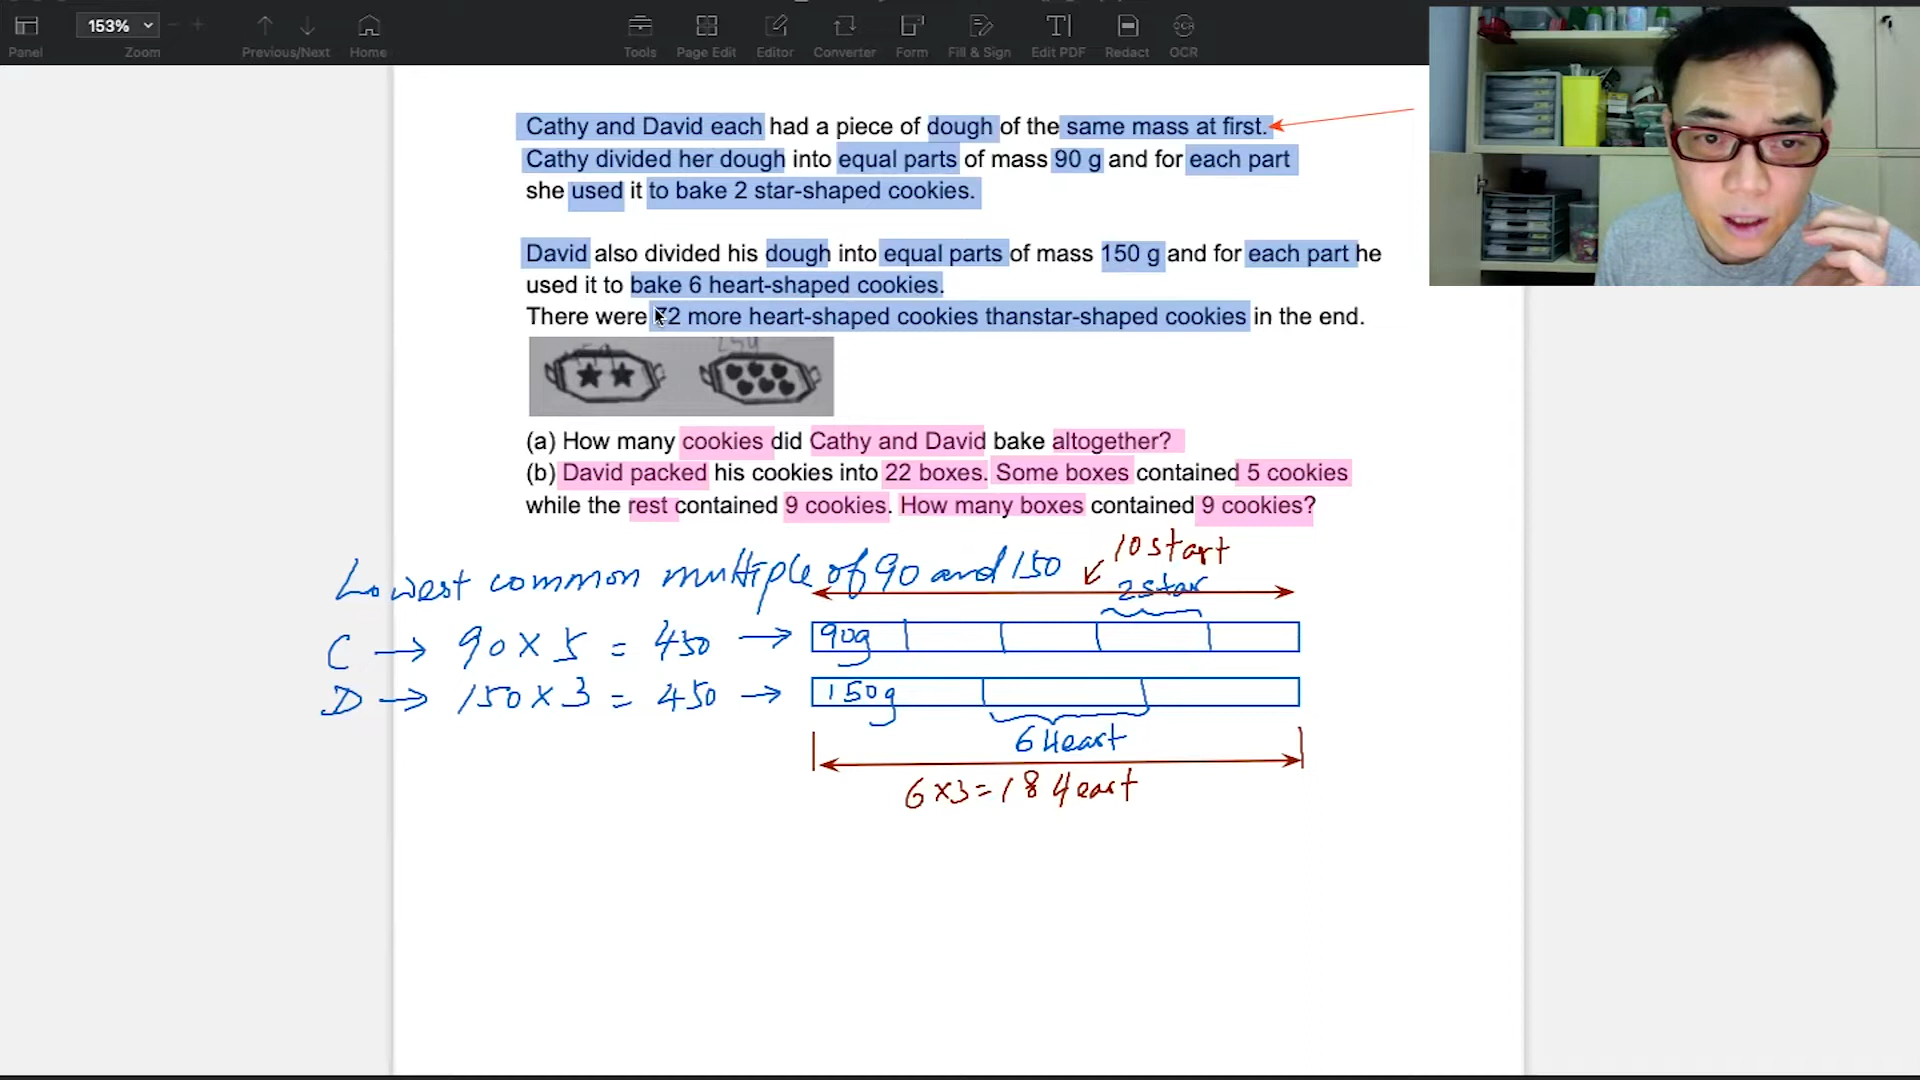 153%
Panel
Zoom
Previous/Next
Home
Tools
Page Edit
Editor
Converter
Form
Fill & Sign
Edit PDF
Redact
OCR
Cathy and David each had a piece of dough of the same mass at first.
Cathy divided her dough into equal parts of mass 90 g and for each part
she used it to bake 2 star-shaped cookies.
David also divided his dough into equal parts of mass 150 g and for each part he
used it to bake 6 heart-shaped cookies.
There were 72 more heart-shaped cookies thanstar-shaped cookies in the end.
(a) How many cookies did Cathy and David bake altogether?
(b) David packed his cookies into 22 boxes. Some boxes contained 5 cookies
while the rest contained 9 cookies. How many boxes contained 9 cookies?
10 start
Lowest common multiple of 90 and 150
2 star
C → 90 × 5 = 450 → 90g
D → 150 × 3 = 450 → 150g
6 Heart
6×3=18 Heart